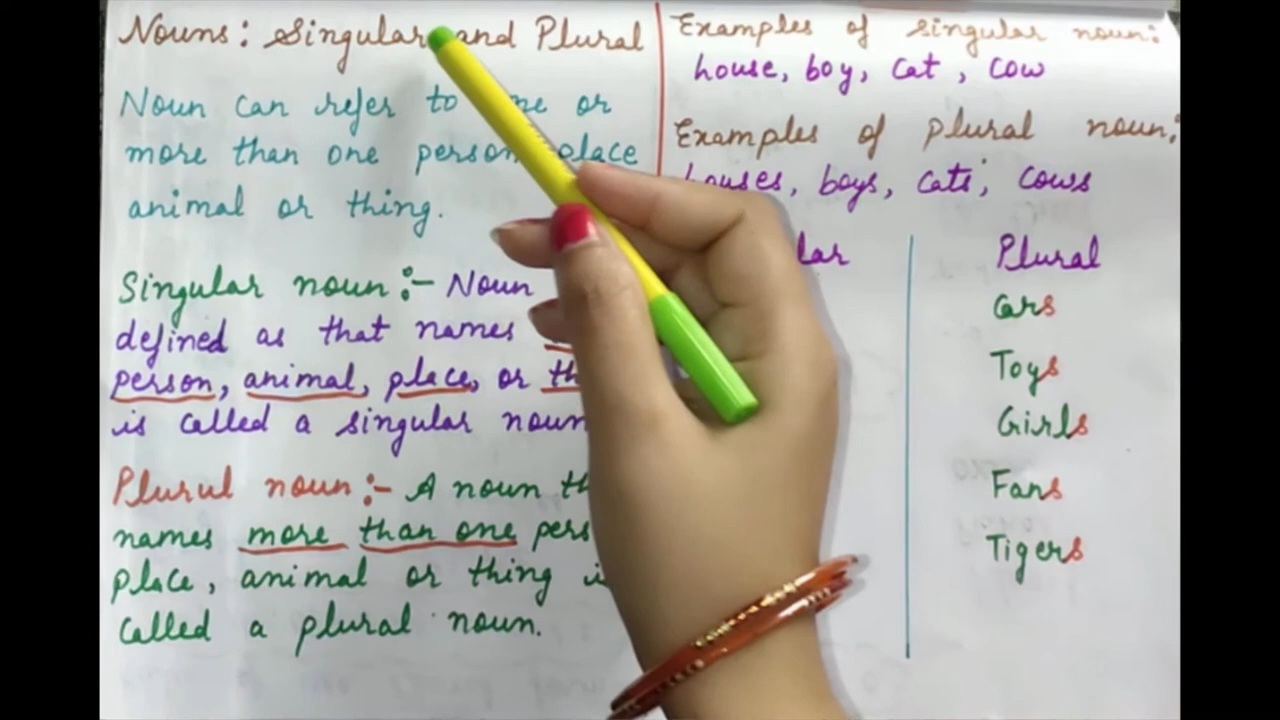 Nouns: Singular and Plural
Noun can refer to one or
more than one person place
animal or thing.
Singular noun:- Noun
defined as that names
person, animal, place, or
is called a singular noun
Plurul noun:- A noun
names more than one
place, animal or thing
called a plural noun.
Examples of singular noun:
house, boy, cat, cow
Examples of plural noun:
houses, boys, cats, cows
Plural
Cars
Toys
Girls
Fans
Tigers